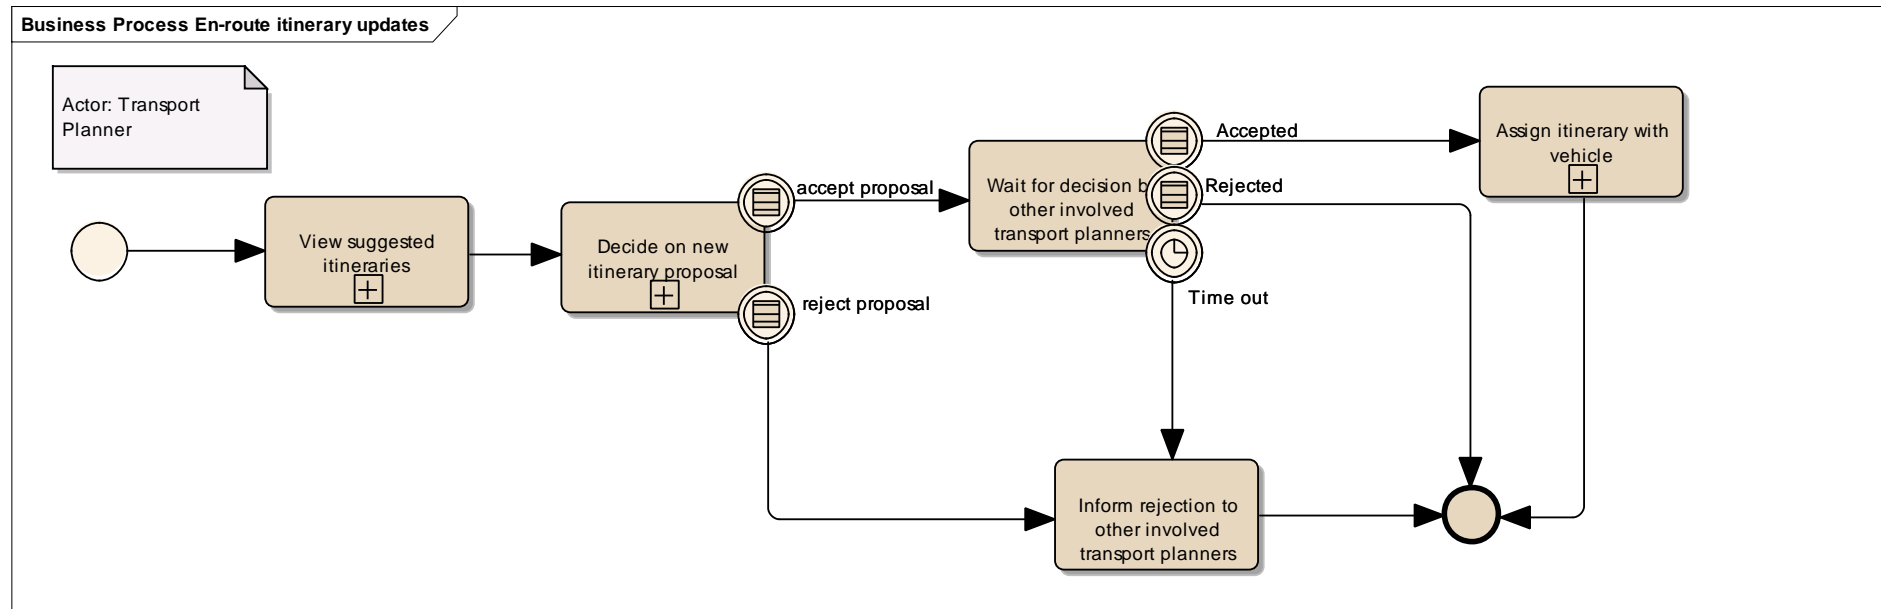 Business Process En-route itinerary updates
Actor: Transport
Planner
View suggested
itineraries
Decide on new
itinerary proposal
accept proposal
reject proposal
Wait for decision b
other involved
transport planners
Accepted
Rejected
Time out
Assign itinerary with
vehicle
Inform rejection to
other involved
transport planners